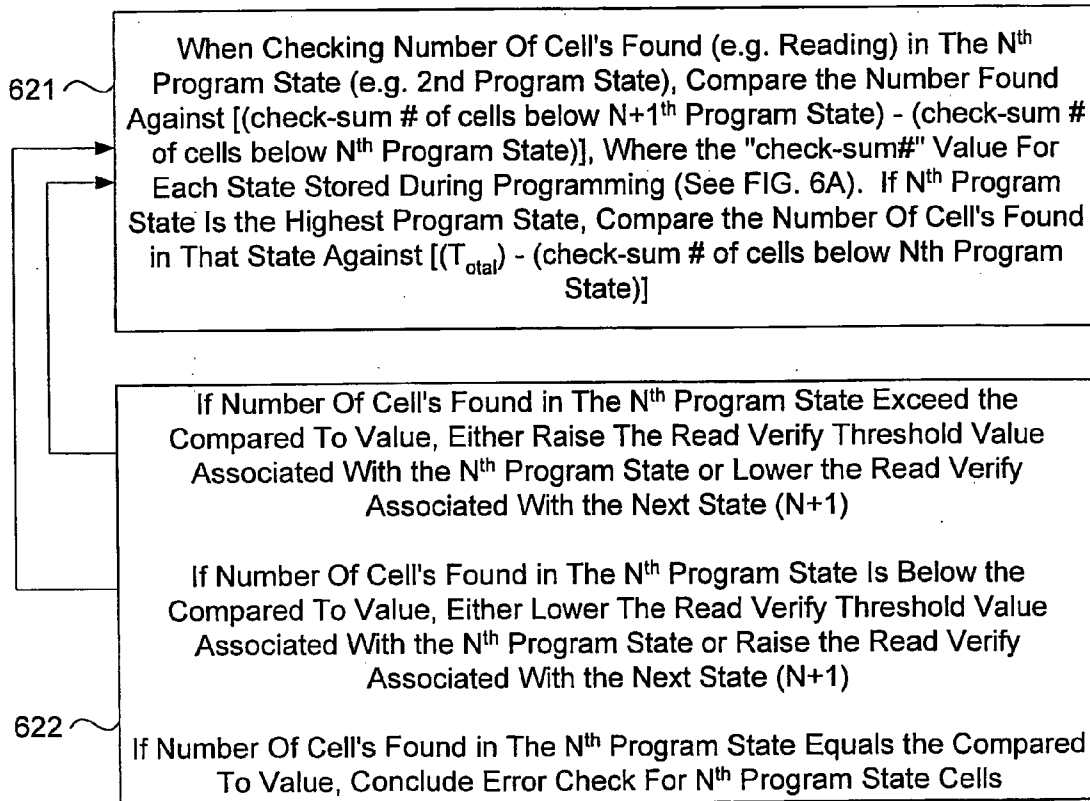 When Checking Number Of Cell's Found (e.g. Reading) in The Nth
621
Program State (e.g. 2nd Program State), Compare the Number Found
Against [(check-sum # of cells below N+1th Program State) - (check-sum #
of cells below Nth Program State)], Where the "check-sum#" Value For
Each State Stored During Programming (See FIG. 6A). If Nth Program
State Is the Highest Program State, Compare the Number Of Cell's Found
in That State Against [(Total) - (check-sum # of cells below Nth Program
State)]
If Number Of Cell's Found in The Nth Program State Exceed the
Compared To Value, Either Raise The Read Verify Threshold Value
Associated With the Nth Program State or Lower the Read Verify
Associated With the Next State (N+1)
If Number Of Cell's Found in The Nth Program State Is Below the
Compared To Value, Either Lower The Read Verify Threshold Value
Associated With the Nth Program State or Raise the Read Verify
Associated With the Next State (N+1)
622
If Number Of Cell's Found in The Nth Program State Equals the Compared
To Value, Conclude Error Check For Nth Program State Cells